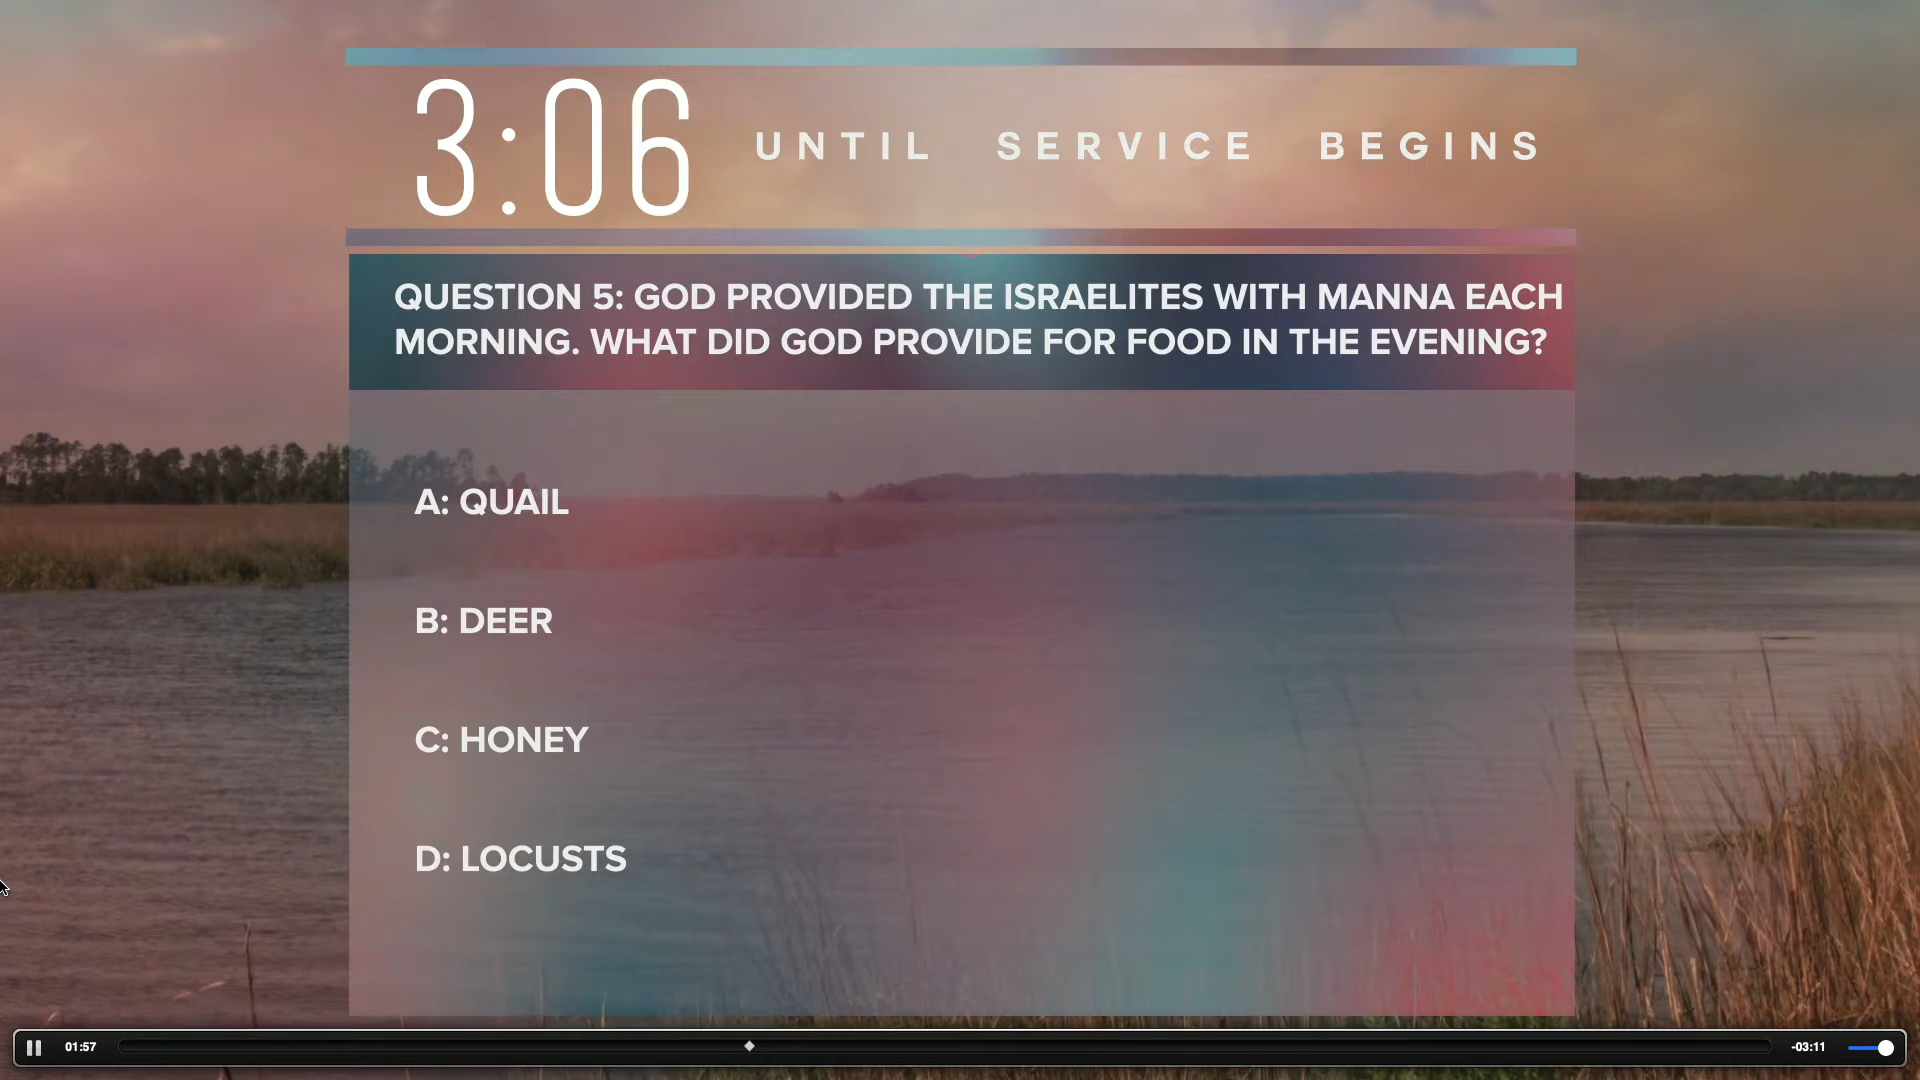 3:06 UNTIL SERVICE BEGINS
QUESTION 5: GOD PROVIDED THE ISRAELITES WITH MANNA EACH
MORNING. WHAT DID GOD PROVIDE FOR FOOD IN THE EVENING?
A: QUAIL
B: DEER
C: HONEY
D: LOCUSTS
01:57 -03:11